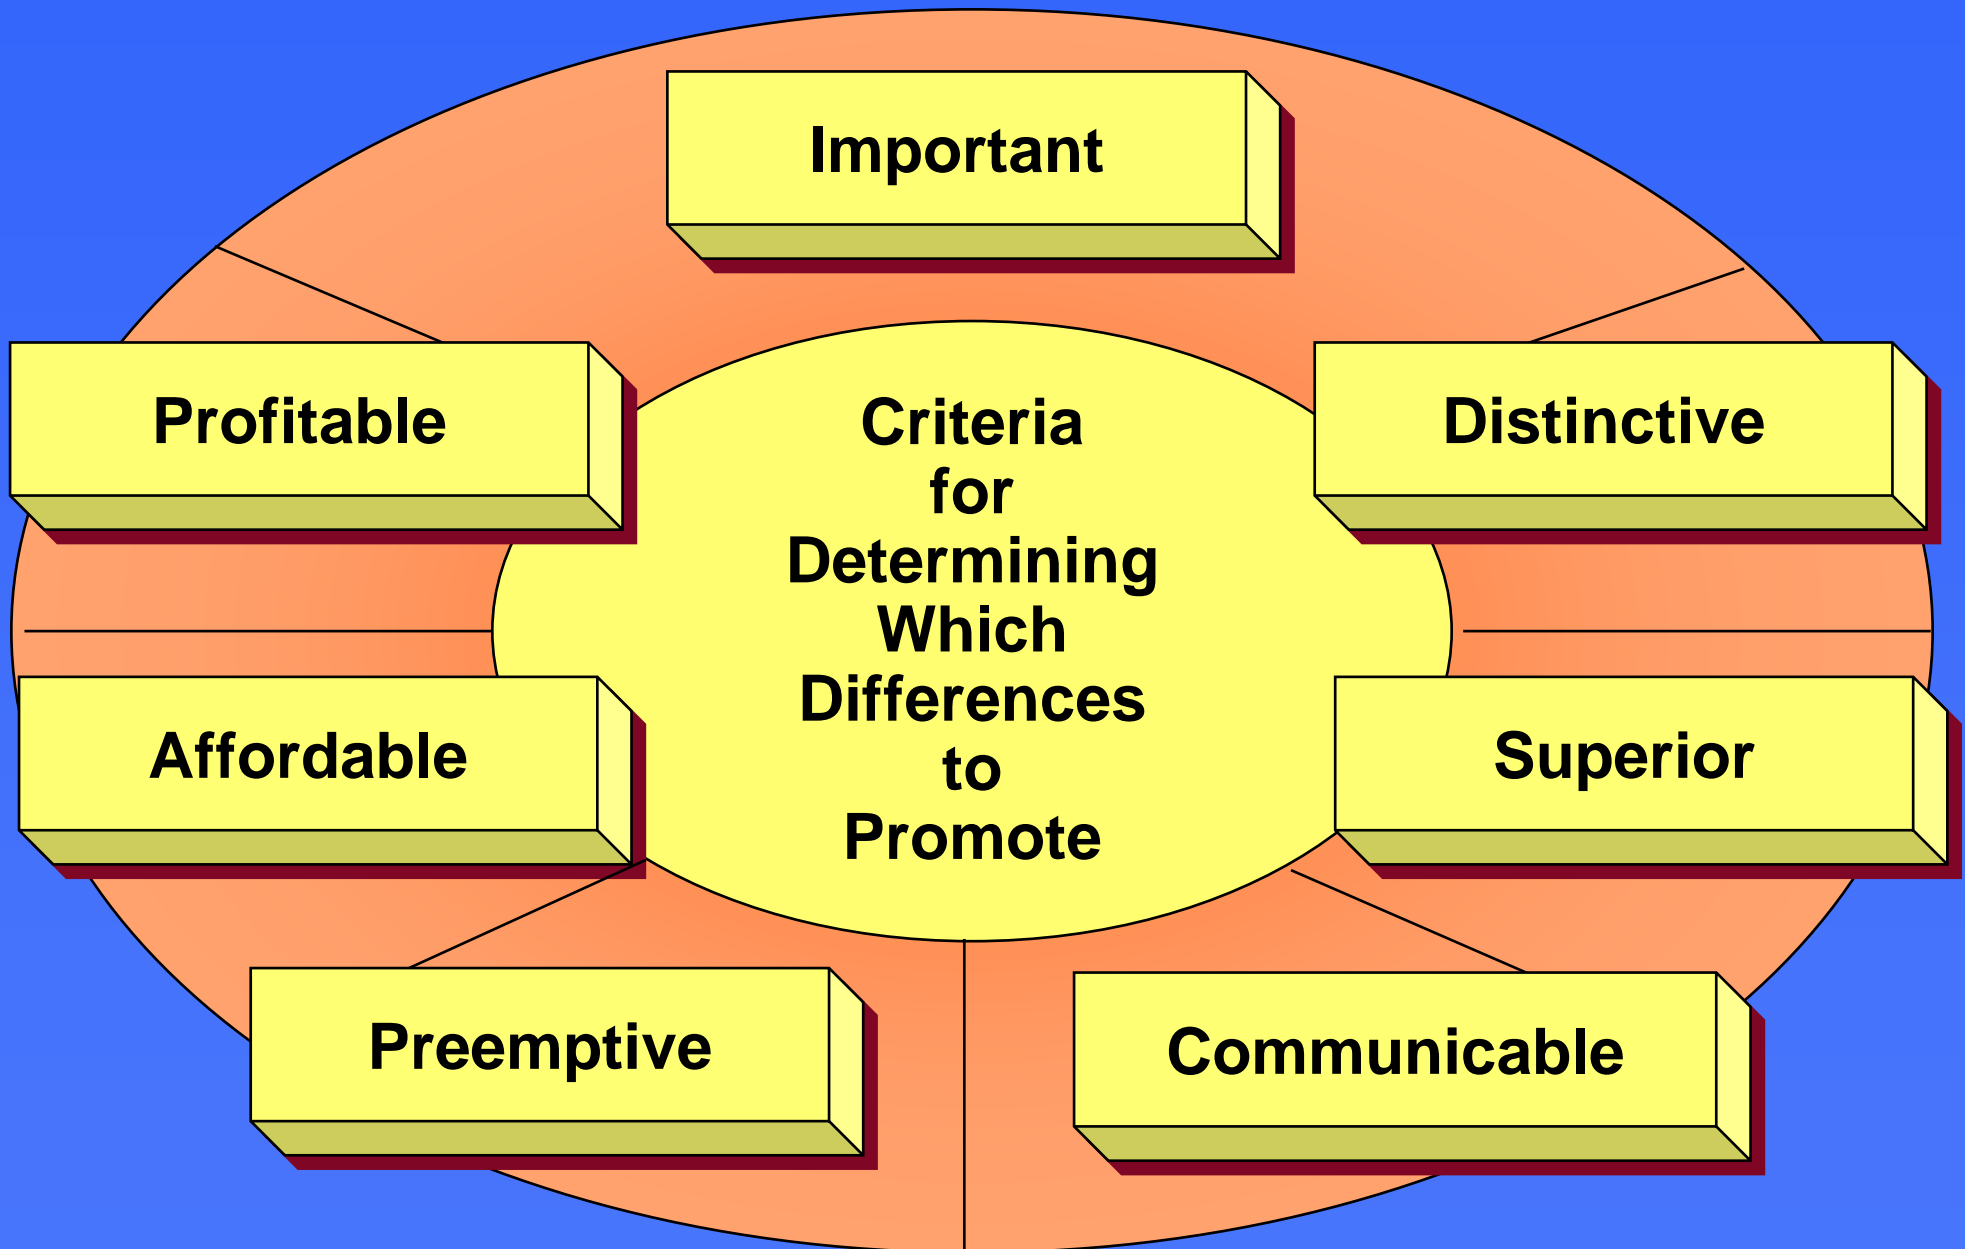 Important
Profitable
Criteria
for
Determining
Which
Differences
to
Promote
Distinctive
Affordable
Superior
Preemptive
Communicable